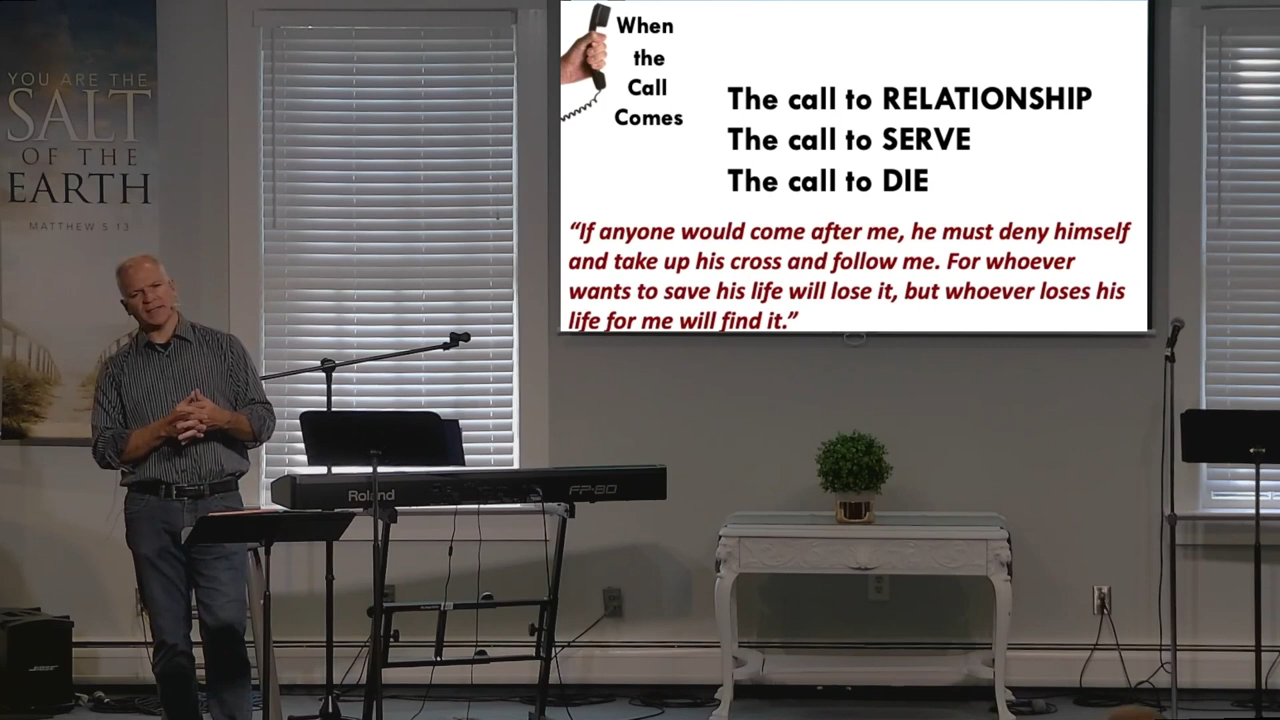 YOU ARE THE
SALT
OF THE
EARTH
MATTHEW 5:13
When
the
Call
Comes
The call to RELATIONSHIP
The call to SERVE
The call to DIE
“If anyone would come after me, he must deny himself
and take up his cross and follow me. For whoever
wants to save his life will lose it, but whoever loses his
life for me will find it.”
Roland
FP-80
BOSE